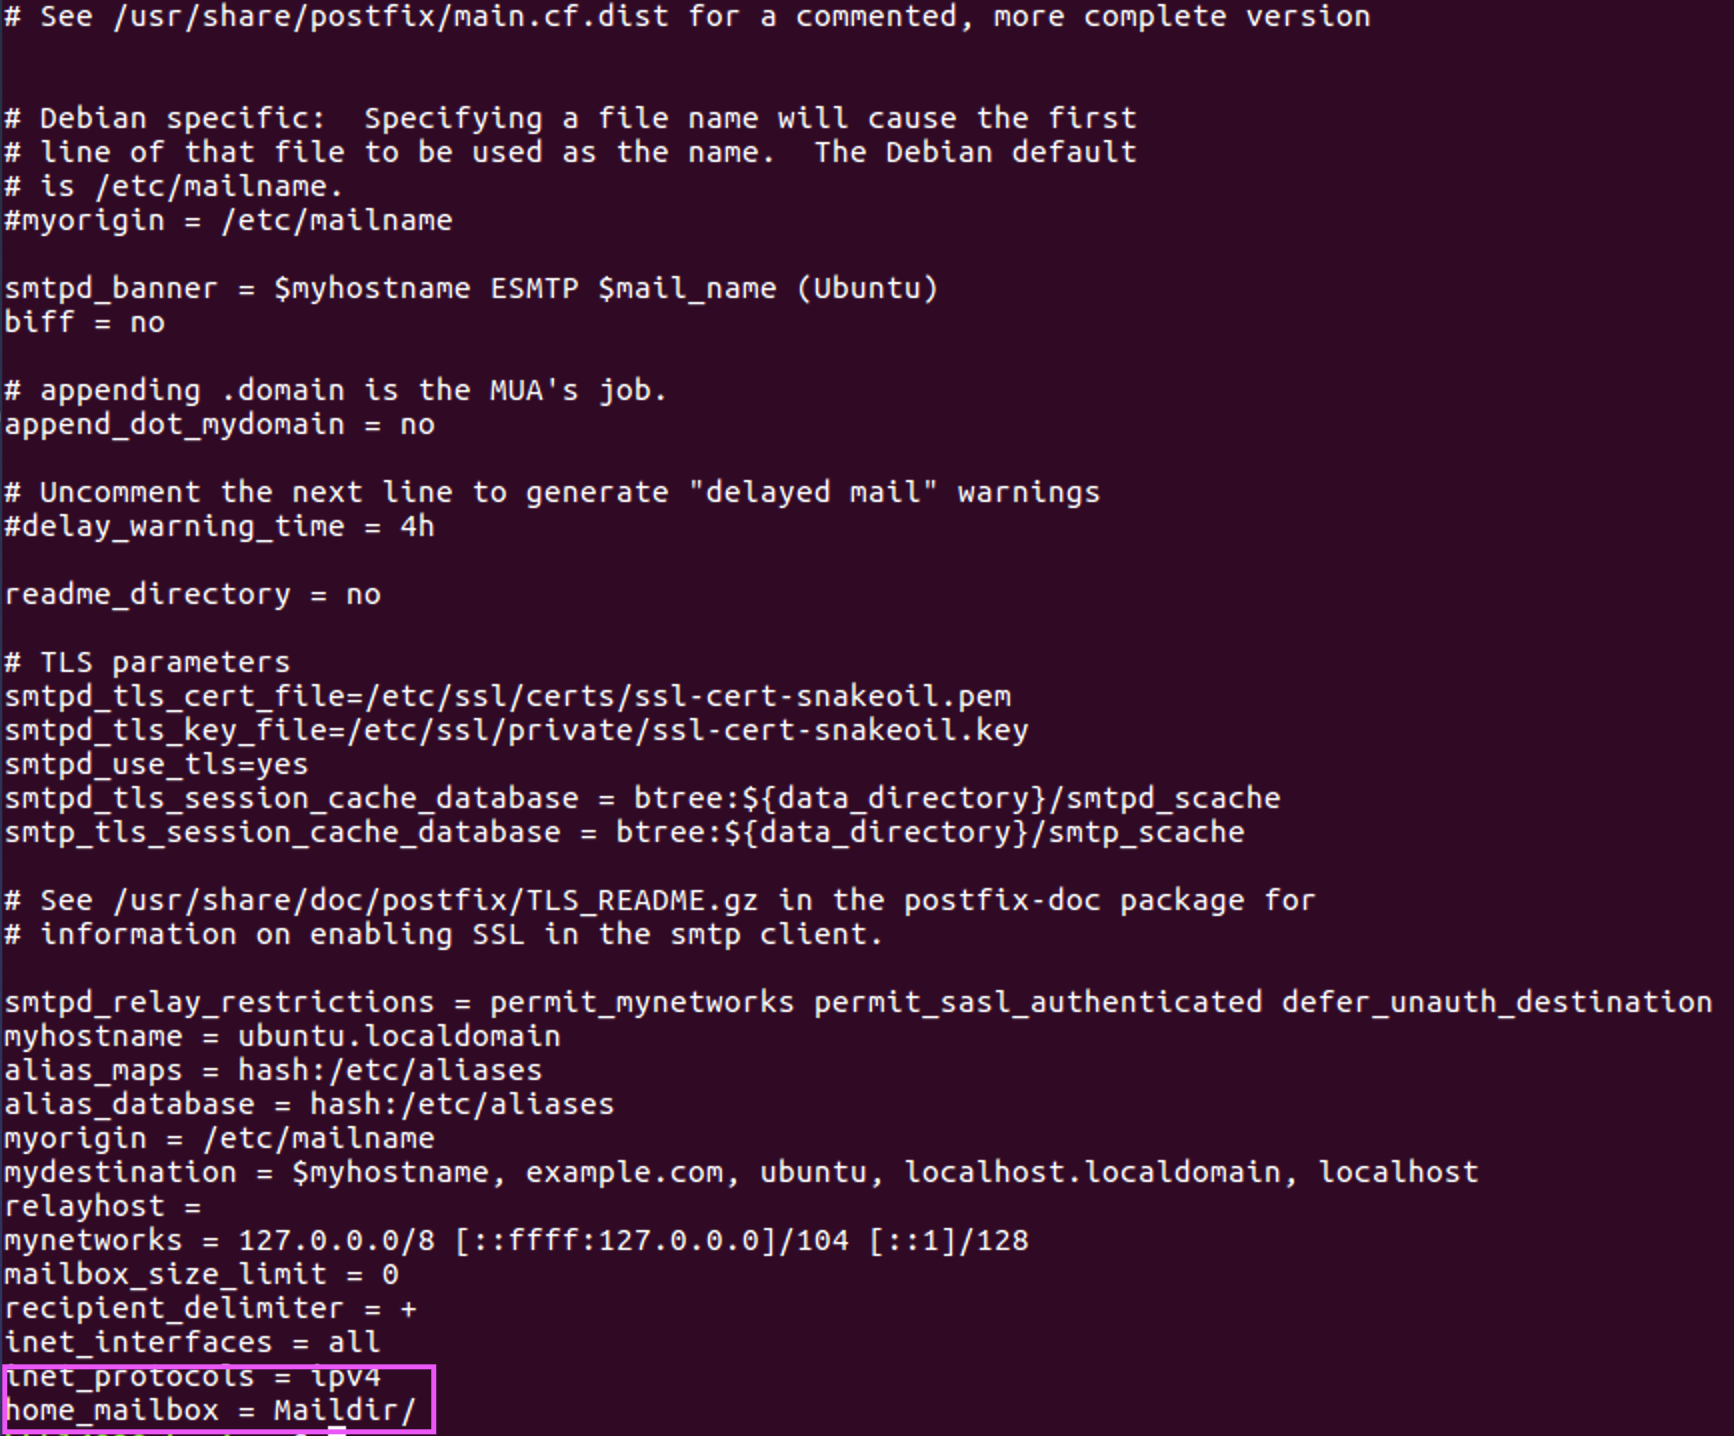 # See /usr/share/postfix/main.cf.dist for a commented, more complete version
# Debian specific:  Specifying a file name will cause the first
# line of that file to be used as the name.  The Debian default
# is /etc/mailname.
#myorigin = /etc/mailname
smtpd_banner = $myhostname ESMTP $mail_name (Ubuntu)
biff = no
# appending .domain is the MUA's job.
append_dot_mydomain = no
# Uncomment the next line to generate "delayed mail" warnings
#delay_warning_time = 4h
readme_directory = no
# TLS parameters
smtpd_tls_cert_file=/etc/ssl/certs/ssl-cert-snakeoil.pem
smtpd_tls_key_file=/etc/ssl/private/ssl-cert-snakeoil.key
smtpd_use_tls=yes
smtpd_tls_session_cache_database = btree:${data_directory}/smtpd_scache
smtp_tls_session_cache_database = btree:${data_directory}/smtp_scache
# See /usr/share/doc/postfix/TLS_README.gz in the postfix-doc package for
# information on enabling SSL in the smtp client.
smtpd_relay_restrictions = permit_mynetworks permit_sasl_authenticated defer_unauth_destination
myhostname = ubuntu.localdomain
alias_maps = hash:/etc/aliases
alias_database = hash:/etc/aliases
myorigin = /etc/mailname
mydestination = $myhostname, example.com, ubuntu, localhost.localdomain, localhost
relayhost =
mynetworks = 127.0.0.0/8 [::ffff:127.0.0.0]/104 [::1]/128
mailbox_size_limit = 0
recipient_delimiter = +
inet_interfaces = all
inet_protocols = ipv4
home_mailbox = Maildir/